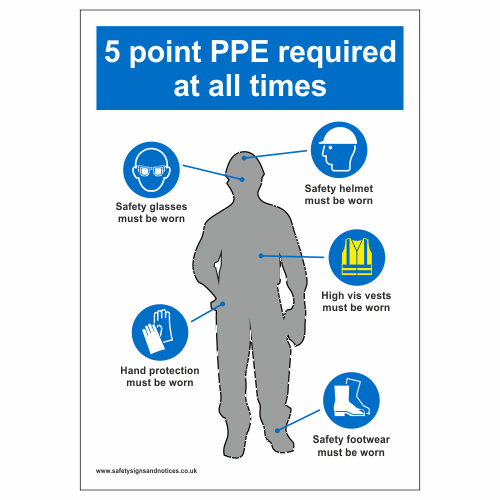 5 point PPE required
at all times
Safety glasses
must be worn
Safety helmet
must be worn
High vis vests
must be worn
Hand protection
must be worn
Safety footwear
must be worn
www.safetysignsandnotices.co.uk